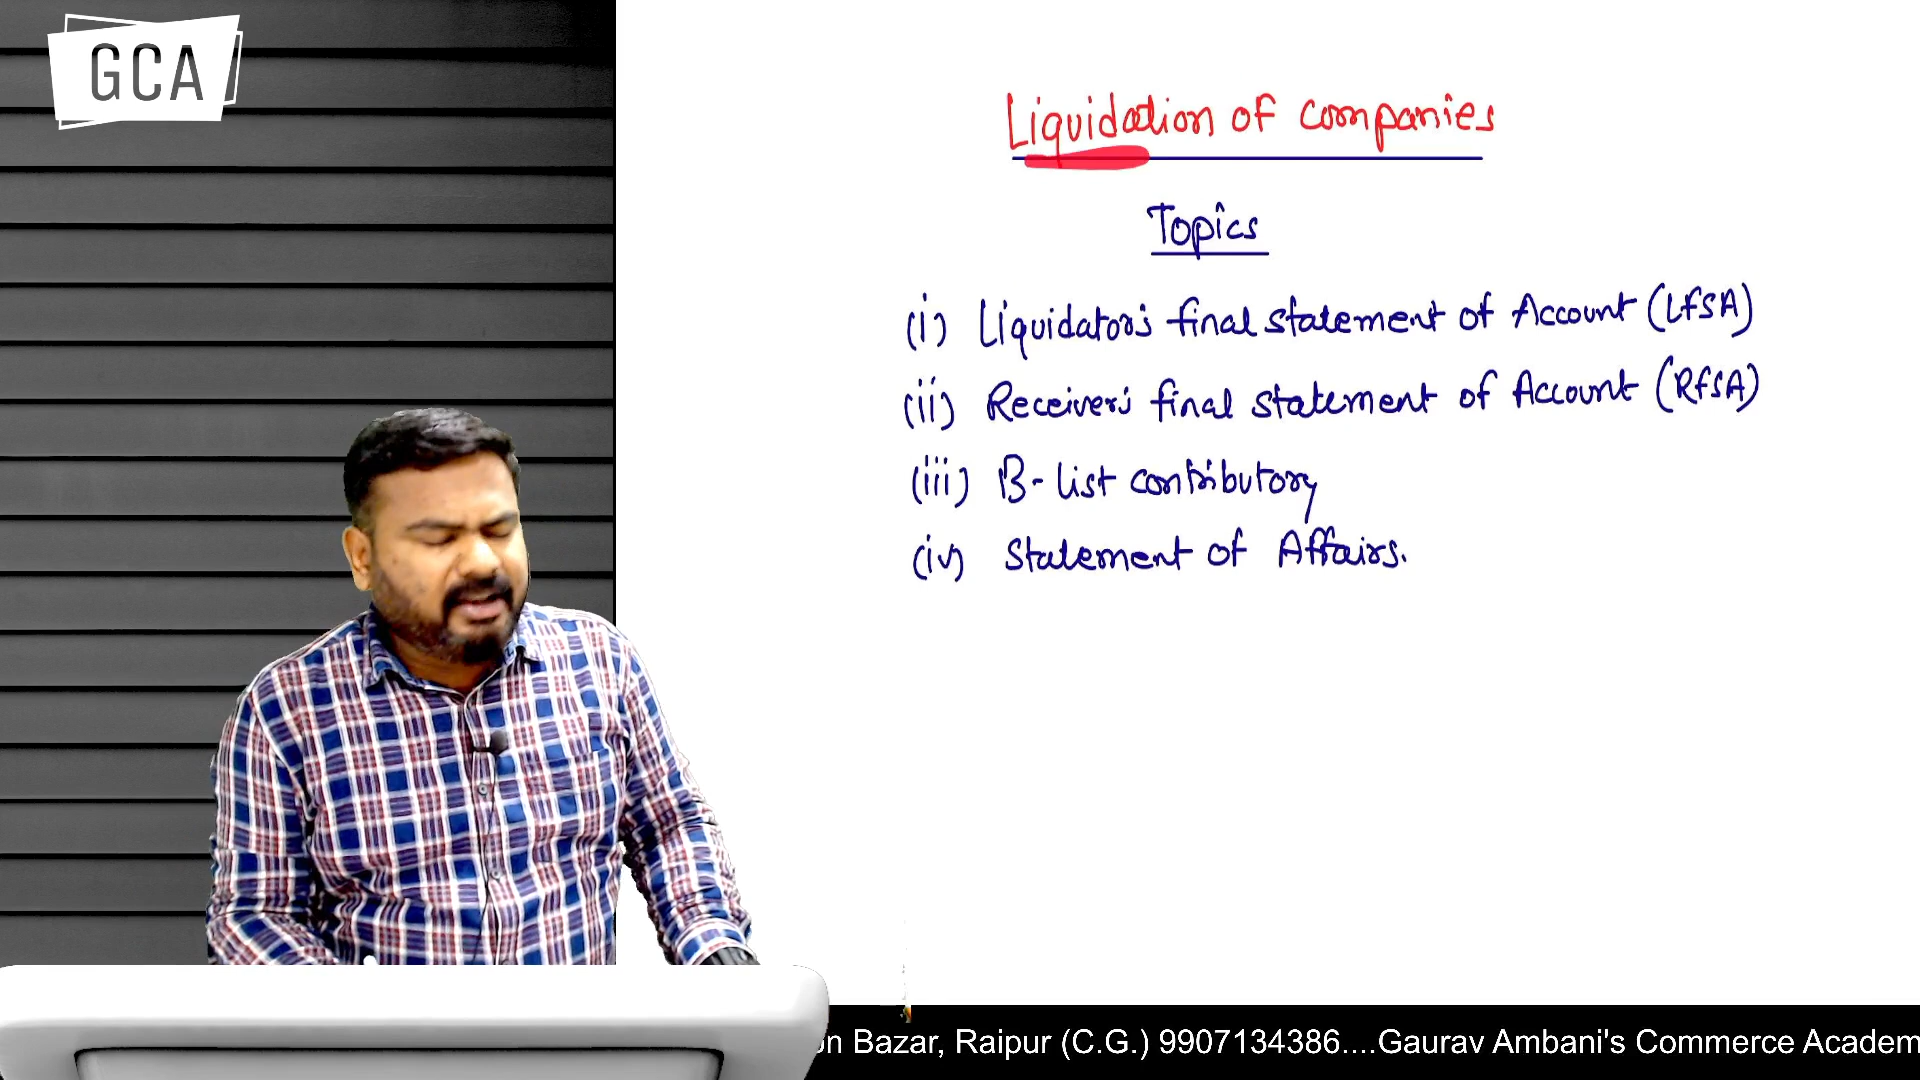 GCA
Liquidation of companies
Topics
(i) Liquidator's final statement of Account (LFSA)
(ii) Receiver's final statement of Account (RFSA)
(iii) B-list contributory
(iv) Statement of Affairs.
Bazar, Raipur (C.G.) 9907134386....Gaurav Ambani's Commerce Academ